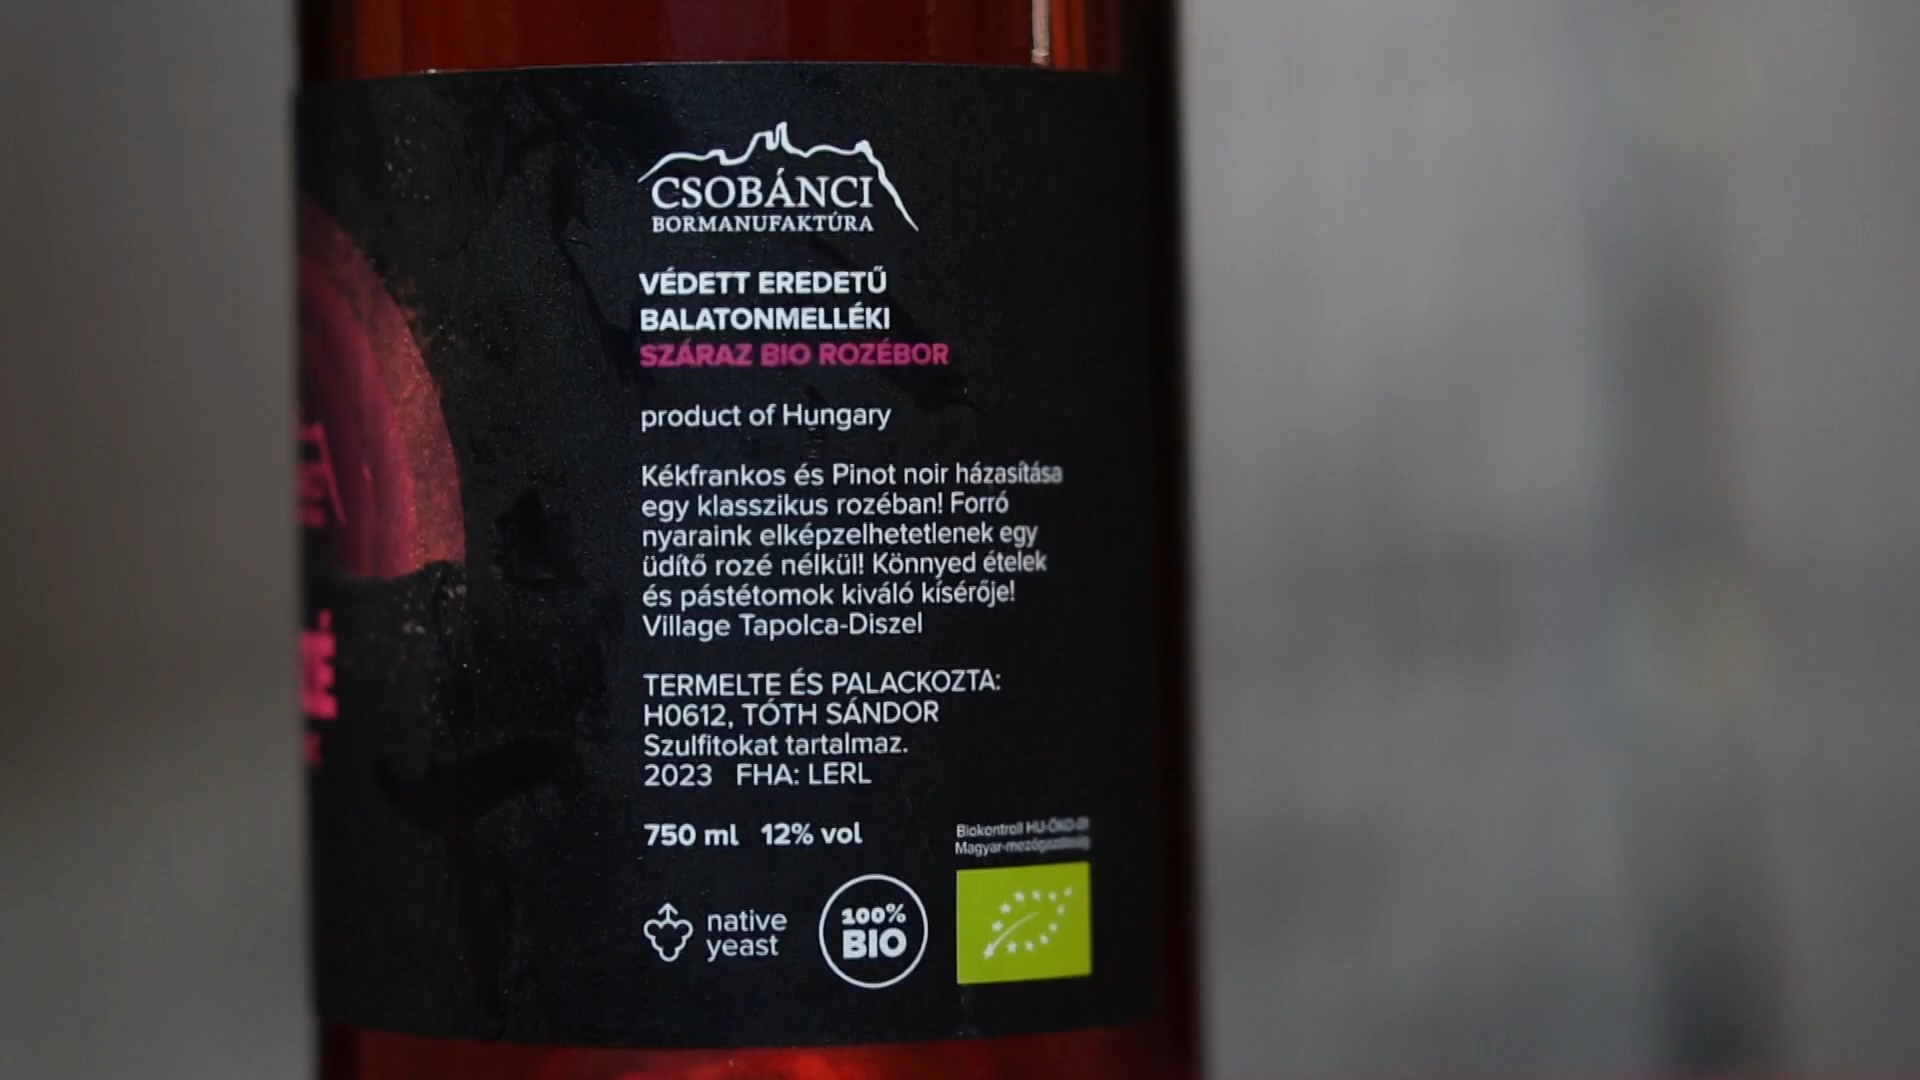 CSOBÁNCI
BORMANUFAKTÚRA
VÉDETT EREDETŰ
BALATONMELLÉKI
SZÁRAZ BIO ROZÉBOR
product of Hungary
Kékfrankos és Pinot noir házasítása
egy klasszikus rozéban! Forró
nyaraink elképzelhetetlenek egy
üdítő rozé nélkül! Könnyed ételek
és pástétomok kiváló kísérője!
Village Tapolca-Diszel
TERMELTE ÉS PALACKOZTA:
H0612, TÓTH SÁNDOR
Szulfitokat tartalmaz.
2023 FHA: LERL
750 ml 12% vol
Biokontroll HU-ÖKO-01
Magyar-mezőgazdaság
native
yeast
100%
BIO